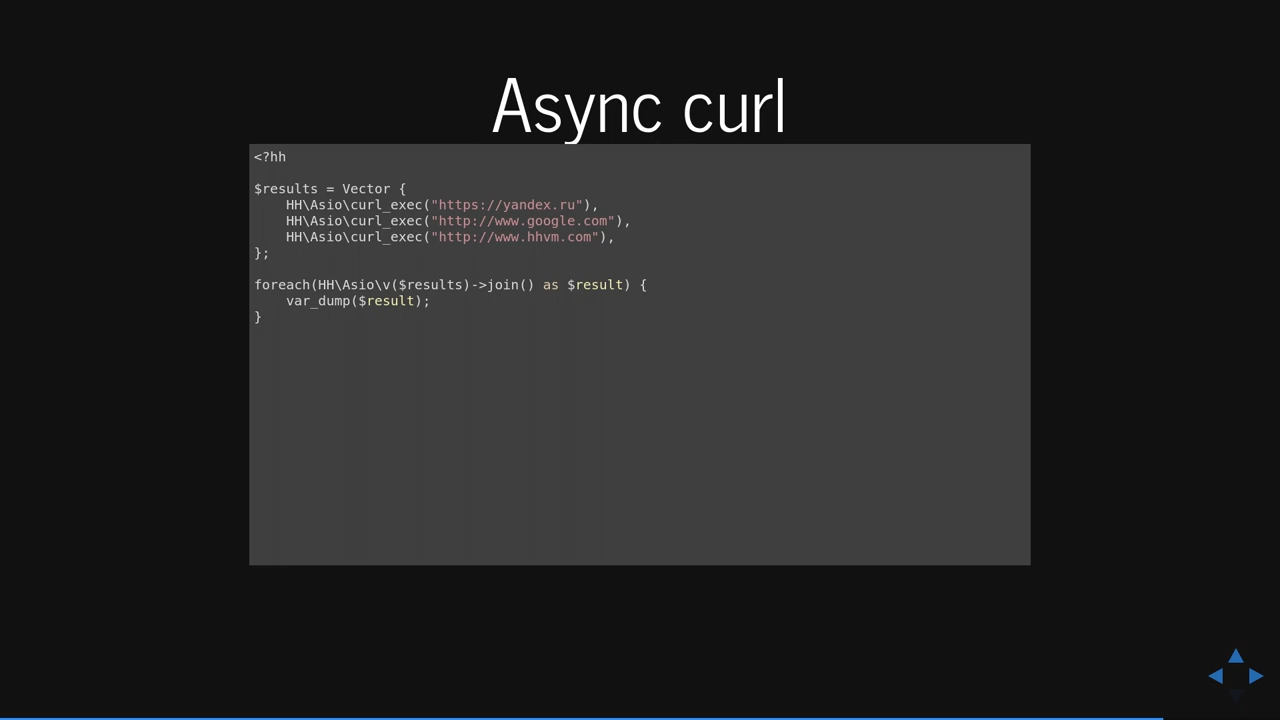 Async curl
<?hh
$results = Vector {
    HH\Asio\curl_exec("https://yandex.ru"),
    HH\Asio\curl_exec("http://www.google.com"),
    HH\Asio\curl_exec("http://www.hhvm.com"),
};
foreach(HH\Asio\v($results)->join() as $result) {
    var_dump($result);
}